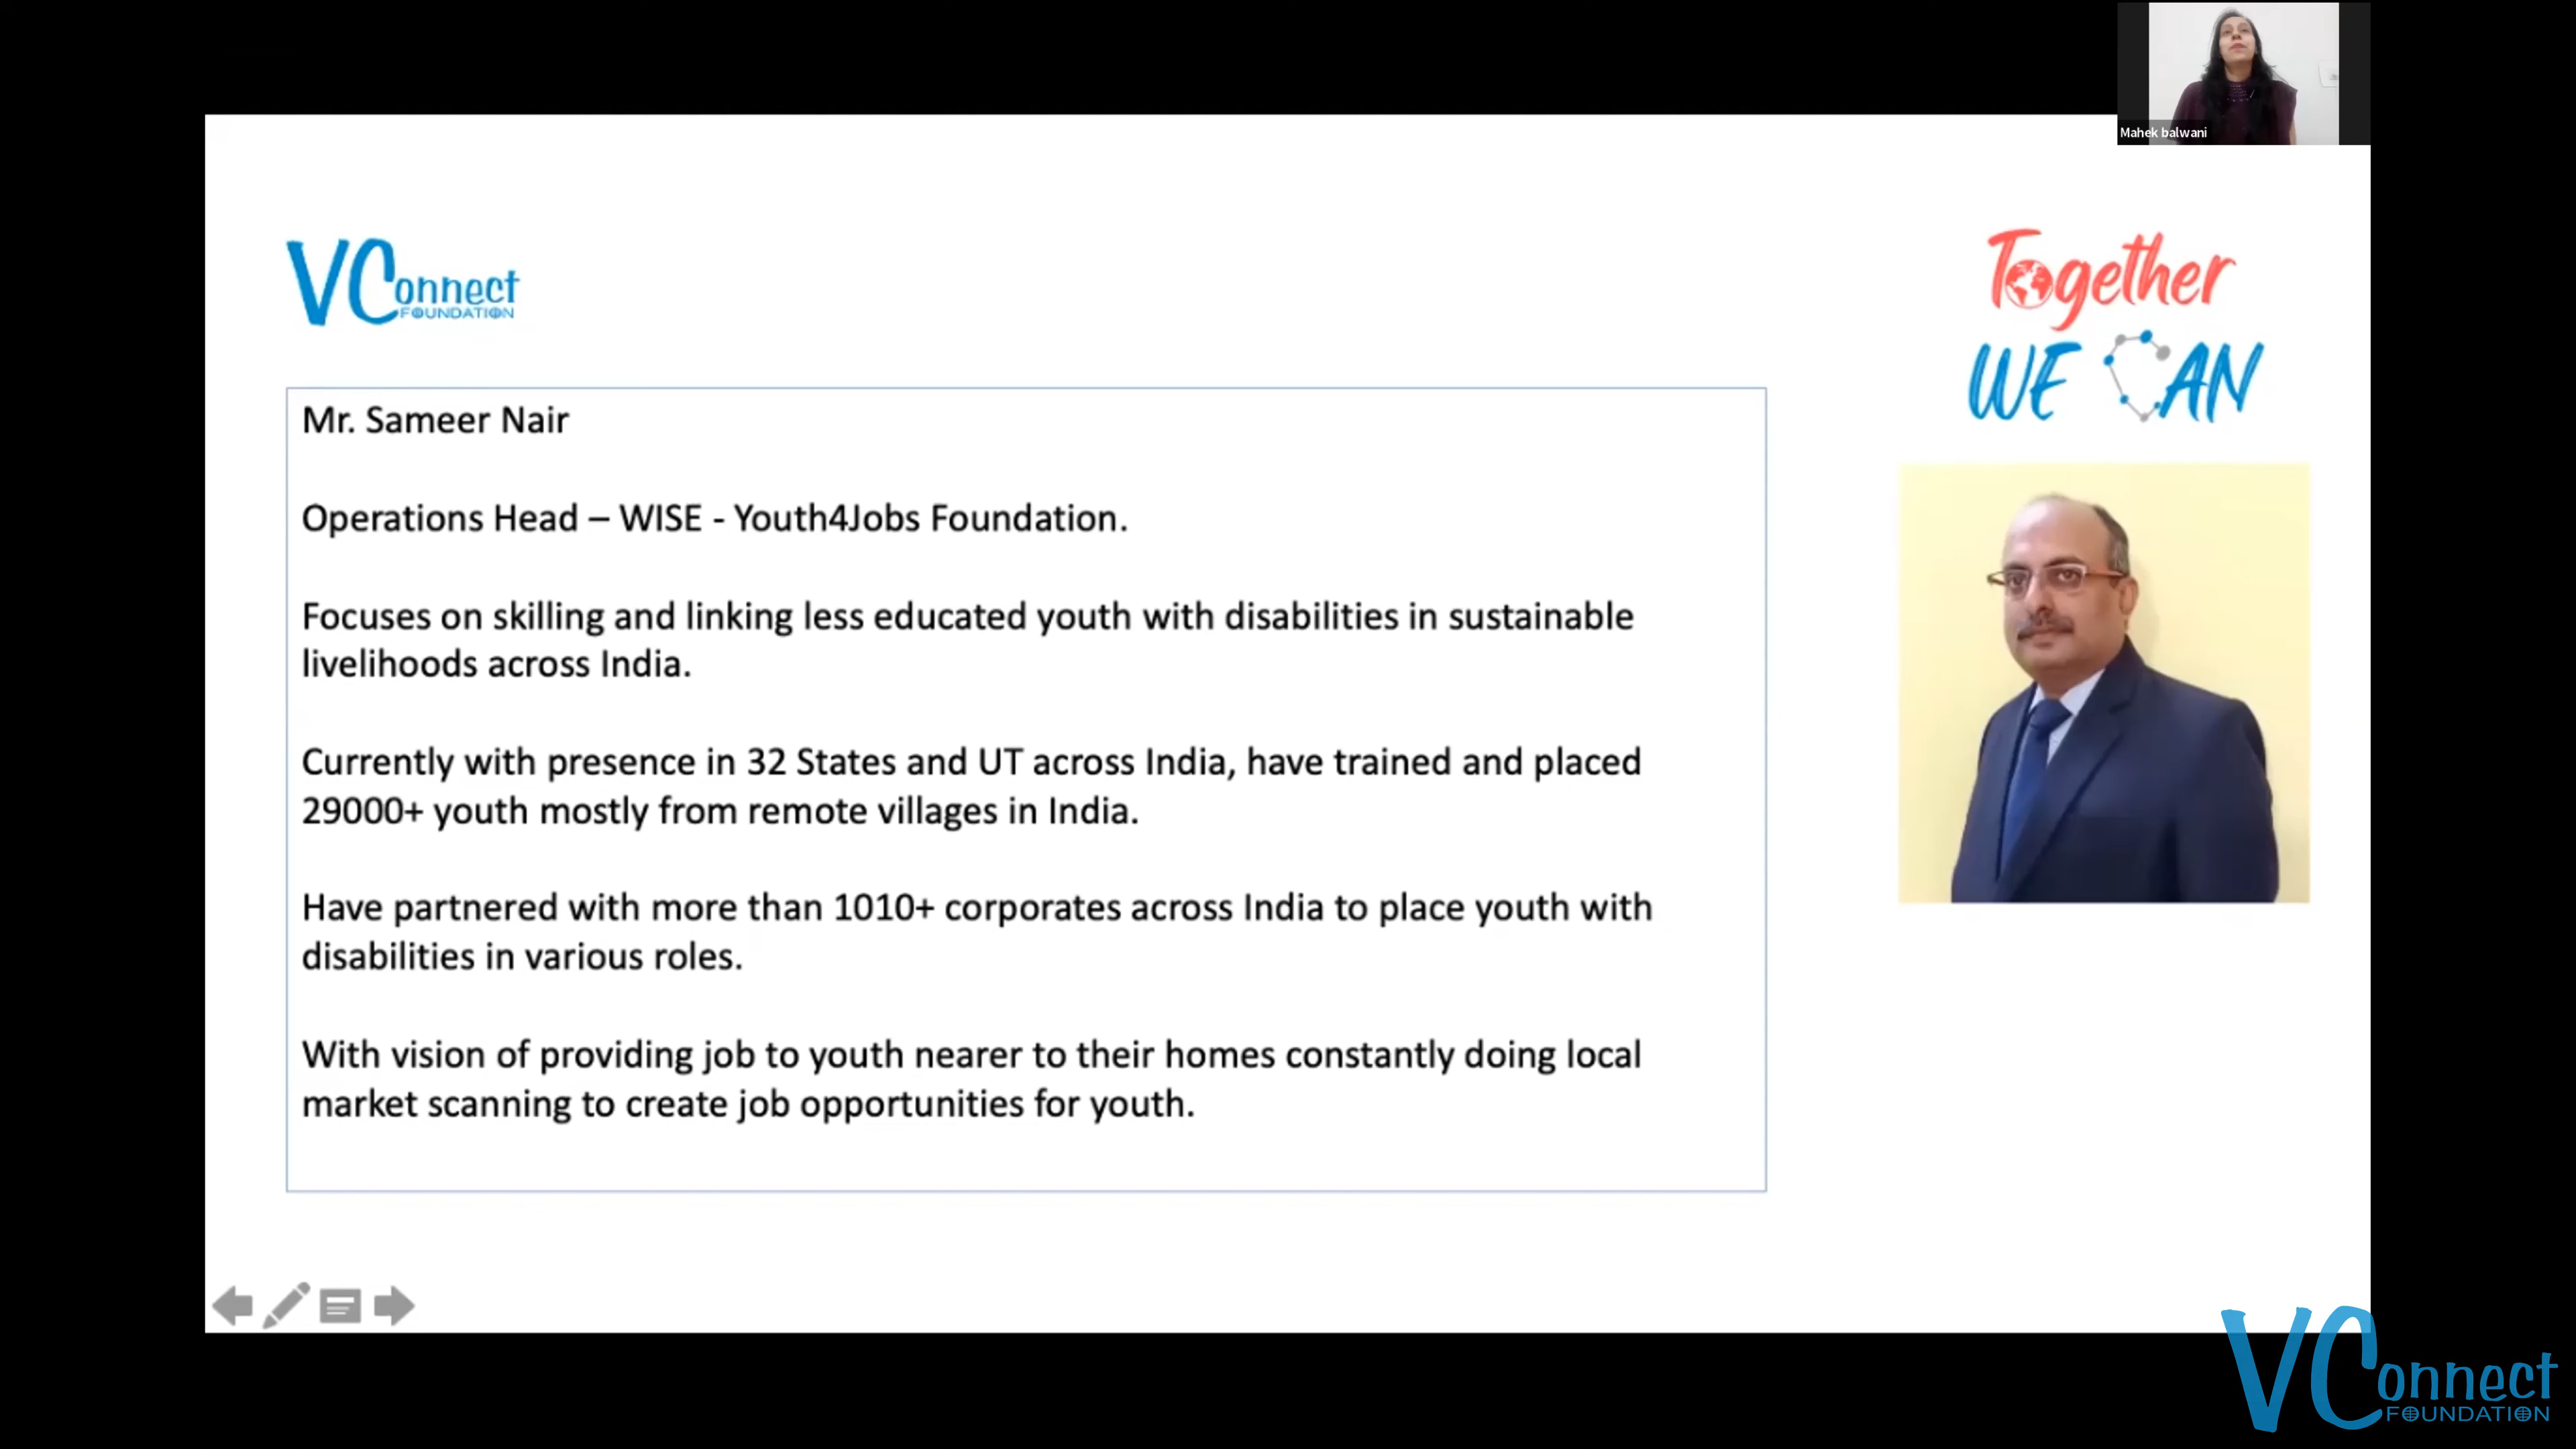 Mahek balwani
VConnect
FOUNDATION
Together
WE CAN
Mr. Sameer Nair
Operations Head – WISE - Youth4Jobs Foundation.
Focuses on skilling and linking less educated youth with disabilities in sustainable
livelihoods across India.
Currently with presence in 32 States and UT across India, have trained and placed
29000+ youth mostly from remote villages in India.
Have partnered with more than 1010+ corporates across India to place youth with
disabilities in various roles.
With vision of providing job to youth nearer to their homes constantly doing local
market scanning to create job opportunities for youth.
VConnect
FOUNDATION